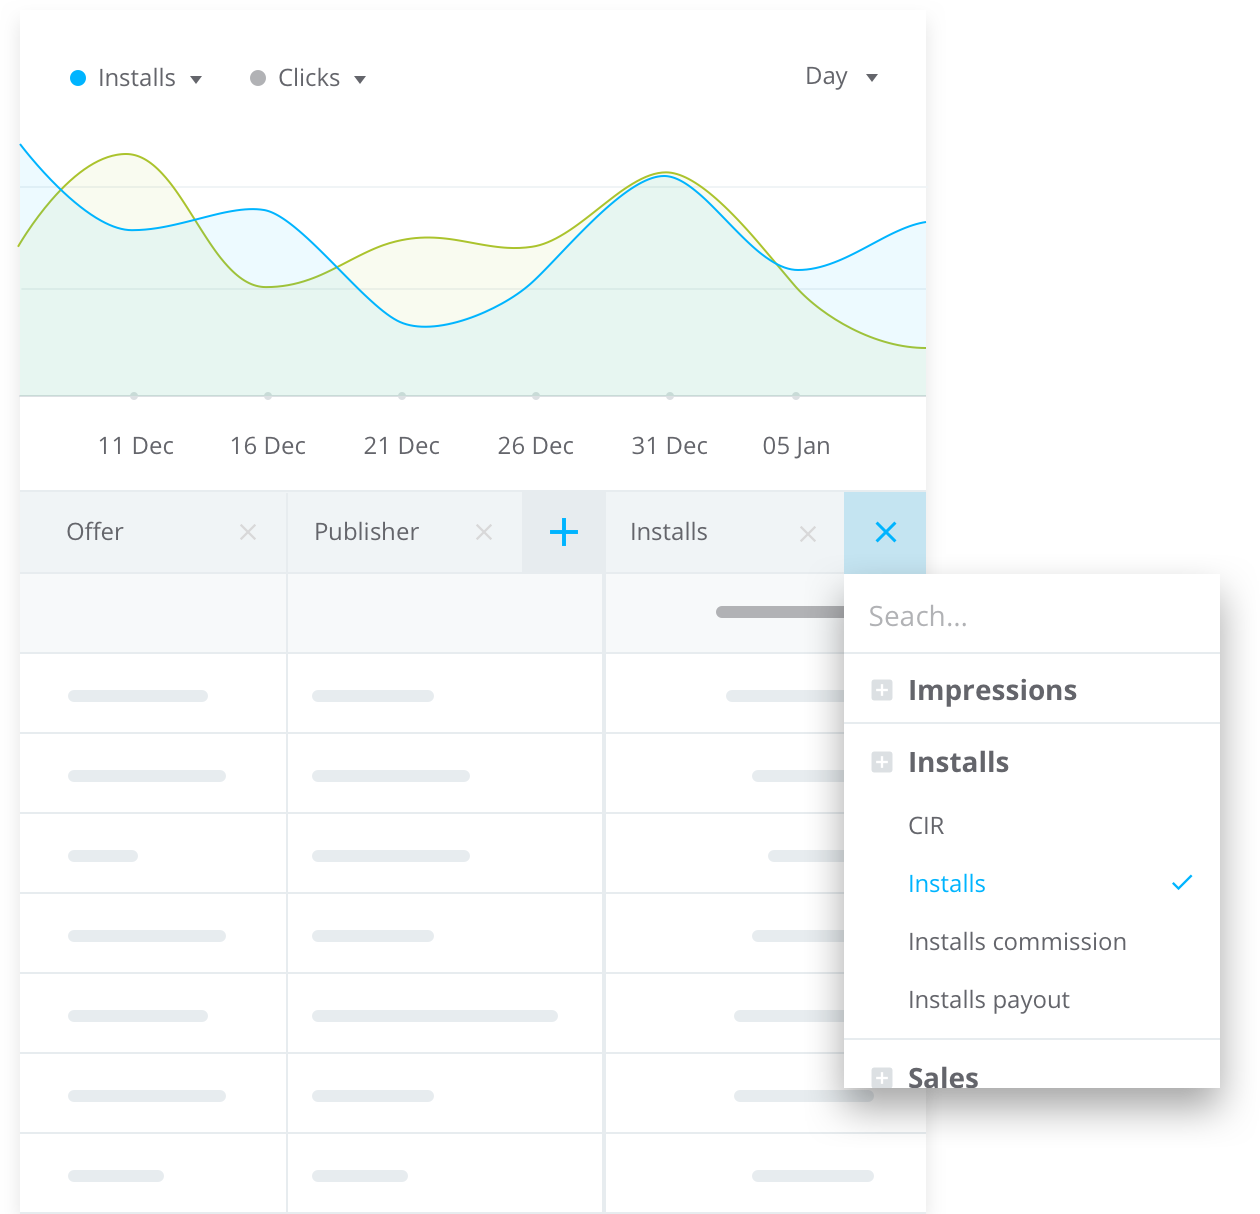 Installs Clicks Day
11 Dec 16 Dec 21 Dec 26 Dec 31 Dec 05 Jan
Offer Publisher Installs
Seach...
Impressions
Installs
CIR
Installs
Installs commission
Installs payout
Sales